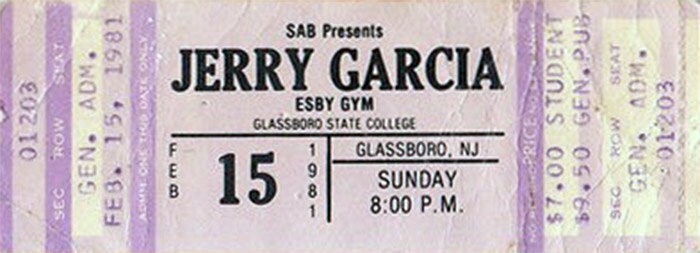 01203
SEC ROW SEAT
GEN. ADM.
FEB. 15, 1981
ADMIT ONE THIS DATE ONLY
SAB Presents
JERRY GARCIA
ESBY GYM
GLASSBORO STATE COLLEGE
FEB 15 1981
GLASSBORO, NJ
SUNDAY
8:00 P.M.
PRICE
$7.00 STUDENT
$9.50 GEN.PUB
SEC ROW SEAT
GEN. ADM.
01203